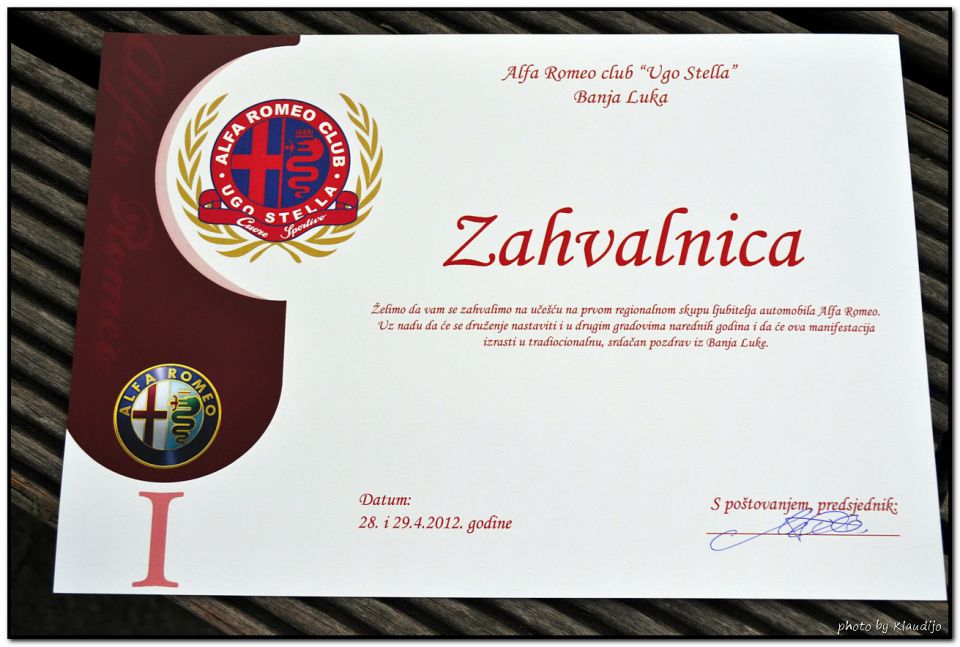 Alfa Romeo club “Ugo Stella”
Banja Luka
ALFA ROMEO CLUB
UGO STELLA
Cuore Sportivo
Zahvalnica
Želimo da vam se zahvalimo na učešću na prvom regionalnom skupu ljubitelja automobila Alfa Romeo.
Uz nadu da će se druženje nastaviti i u drugim gradovima narednih godina i da će ova manifestacija
izrasti u tradiocionalnu, srdačan pozdrav iz Banja Luke.
Alfa Romeo
ALFA ROMEO
I
Datum:
28. i 29.4.2012. godine
S poštovanjem, predsjednik:
photo by Klaudijo